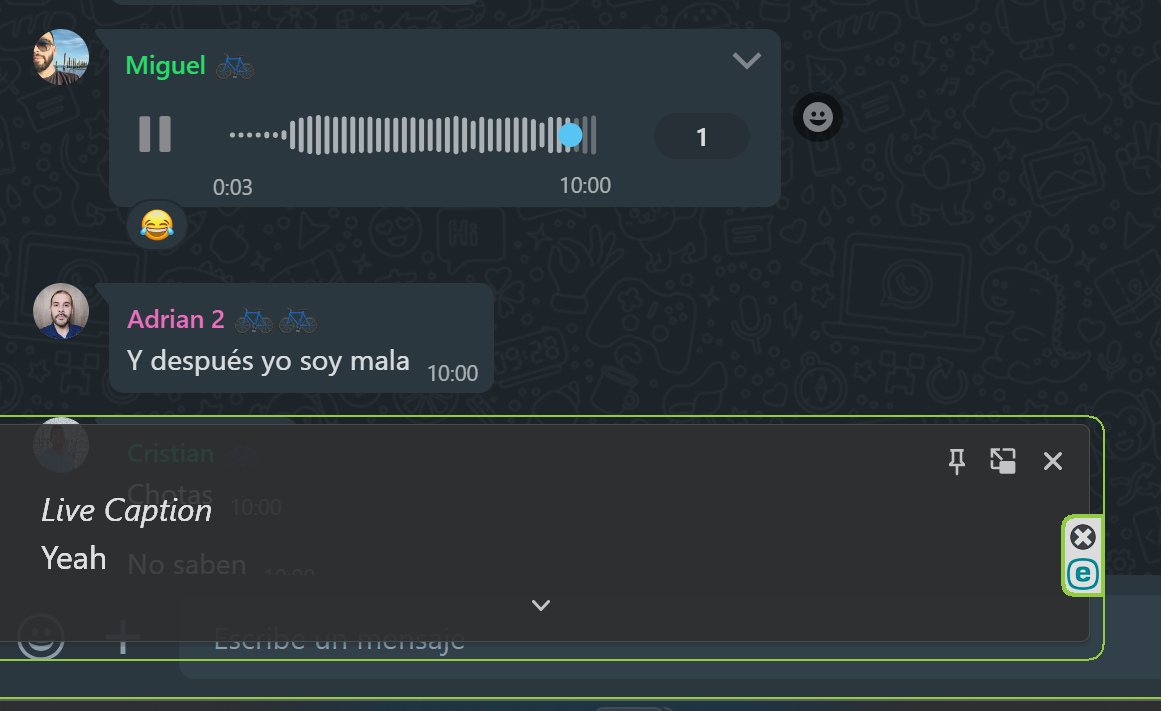 Miguel
1
0:03
10:00
Adrian 2
Y después yo soy mala
10:00
Cristian
Chotas
10:00
Live Caption
Yeah
No saben
10:00
Escribe un mensaje
e